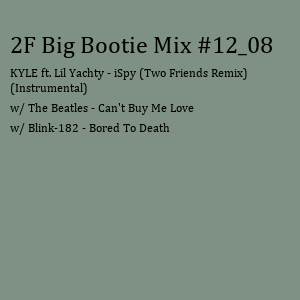 2F Big Bootie Mix #12_08
KYLE ft. Lil Yachty - iSpy (Two Friends Remix)
(Instrumental)
w/ The Beatles - Can't Buy Me Love
w/ Blink-182 - Bored To Death